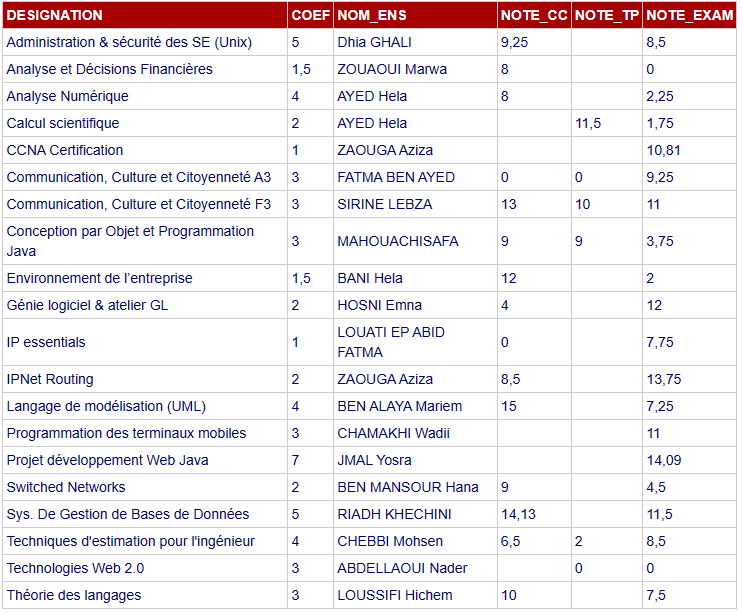 DESIGNATION COEF NOM_ENS NOTE_CC NOTE_TP NOTE_EXAM
Administration & sécurité des SE (Unix) 5 Dhia GHALI 9,25 8,5
Analyse et Décisions Financières 1,5 ZOUAOUI Marwa 8 0
Analyse Numérique 4 AYED Hela 8 2,25
Calcul scientifique 2 AYED Hela 11,5 1,75
CCNA Certification 1 ZAOUGA Aziza 10,81
Communication, Culture et Citoyenneté A3 3 FATMA BEN AYED 0 0 9,25
Communication, Culture et Citoyenneté F3 3 SIRINE LEBZA 13 10 11
Conception par Objet et Programmation
Java 3 MAHOUACHISAFA 9 9 3,75
Environnement de l'entreprise 1,5 BANI Hela 12 2
Génie logiciel & atelier GL 2 HOSNI Emna 4 12
IP essentials 1 LOUATI EP ABID
FATMA 0 7,75
IPNet Routing 2 ZAOUGA Aziza 8,5 13,75
Langage de modélisation (UML) 4 BEN ALAYA Mariem 15 7,25
Programmation des terminaux mobiles 3 CHAMAKHI Wadii 11
Projet développement Web Java 7 JMAL Yosra 14,09
Switched Networks 2 BEN MANSOUR Hana 9 4,5
Sys. De Gestion de Bases de Données 5 RIADH KHECHINI 14,13 11,5
Techniques d'estimation pour l'ingénieur 4 CHEBBI Mohsen 6,5 2 8,5
Technologies Web 2.0 3 ABDELLAOUI Nader 0 0
Théorie des langages 3 LOUSSIFI Hichem 10 7,5